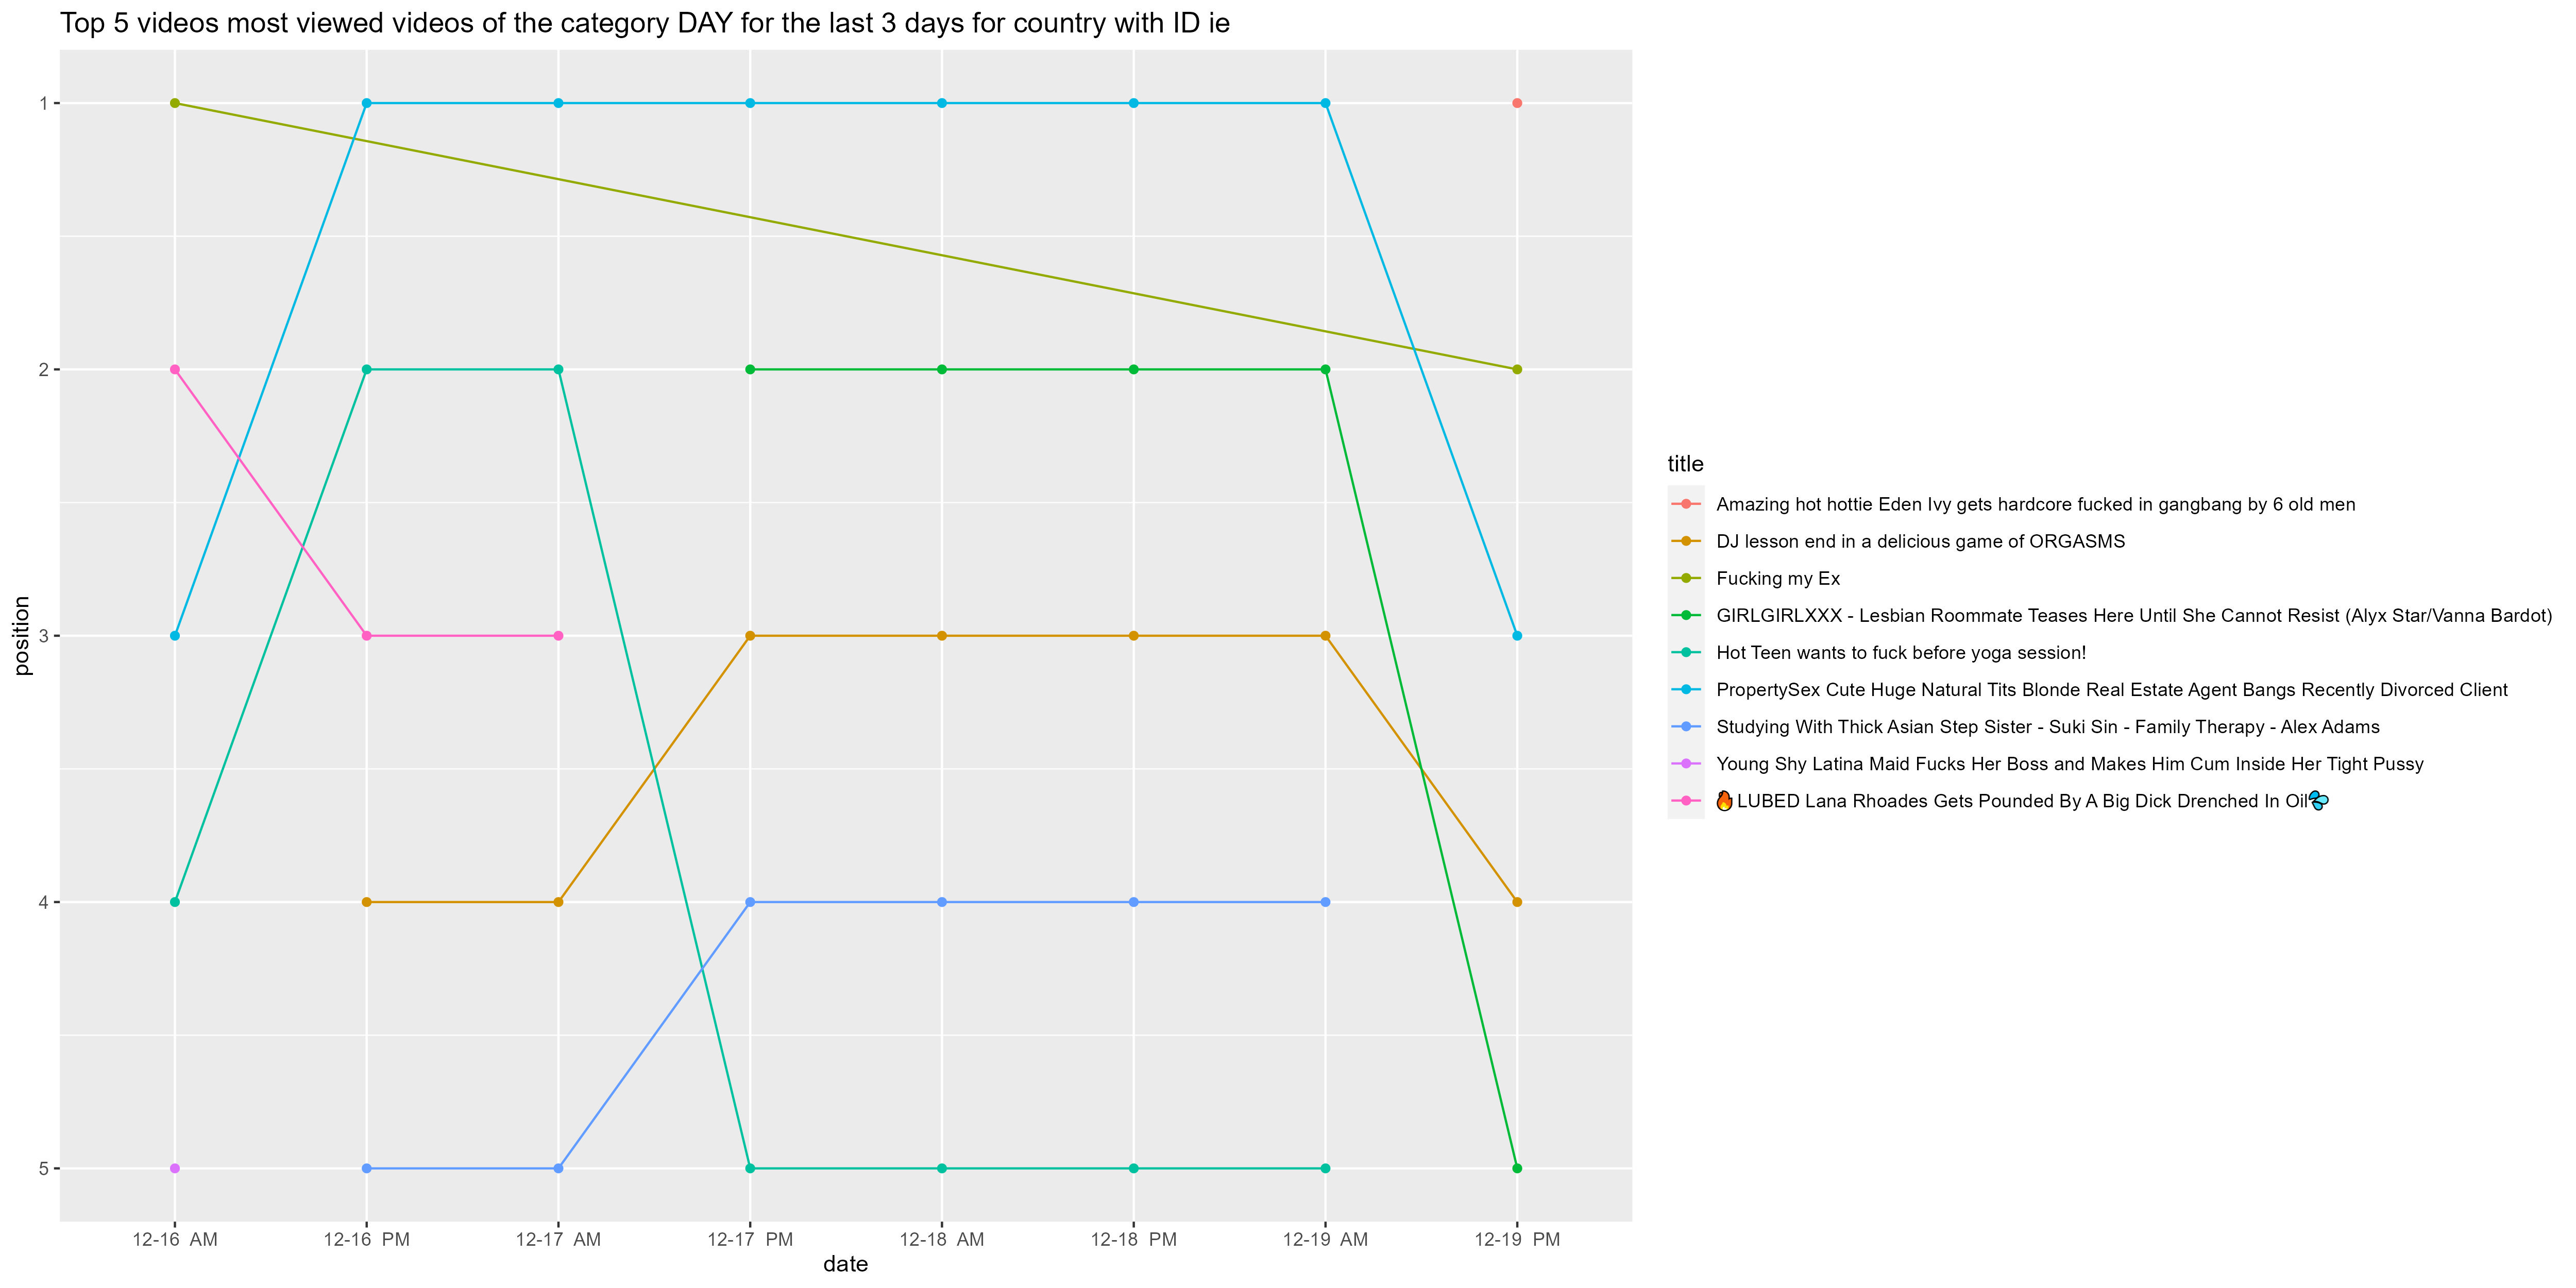 Top 5 videos most viewed videos of the category DAY for the last 3 days for country with ID ie
position
1
2
3
4
5
12-16 AM
12-16 PM
12-17 AM
12-17 PM
12-18 AM
12-18 PM
12-19 AM
12-19 PM
date
title
Amazing hot hottie Eden Ivy gets hardcore fucked in gangbang by 6 old men
DJ lesson end in a delicious game of ORGASMS
Fucking my Ex
GIRLGIRLXXX - Lesbian Roommate Teases Here Until She Cannot Resist (Alyx Star/Vanna Bardot)
Hot Teen wants to fuck before yoga session!
PropertySex Cute Huge Natural Tits Blonde Real Estate Agent Bangs Recently Divorced Client
Studying With Thick Asian Step Sister - Suki Sin - Family Therapy - Alex Adams
Young Shy Latina Maid Fucks Her Boss and Makes Him Cum Inside Her Tight Pussy
🔥LUBED Lana Rhoades Gets Pounded By A Big Dick Drenched In Oil💦